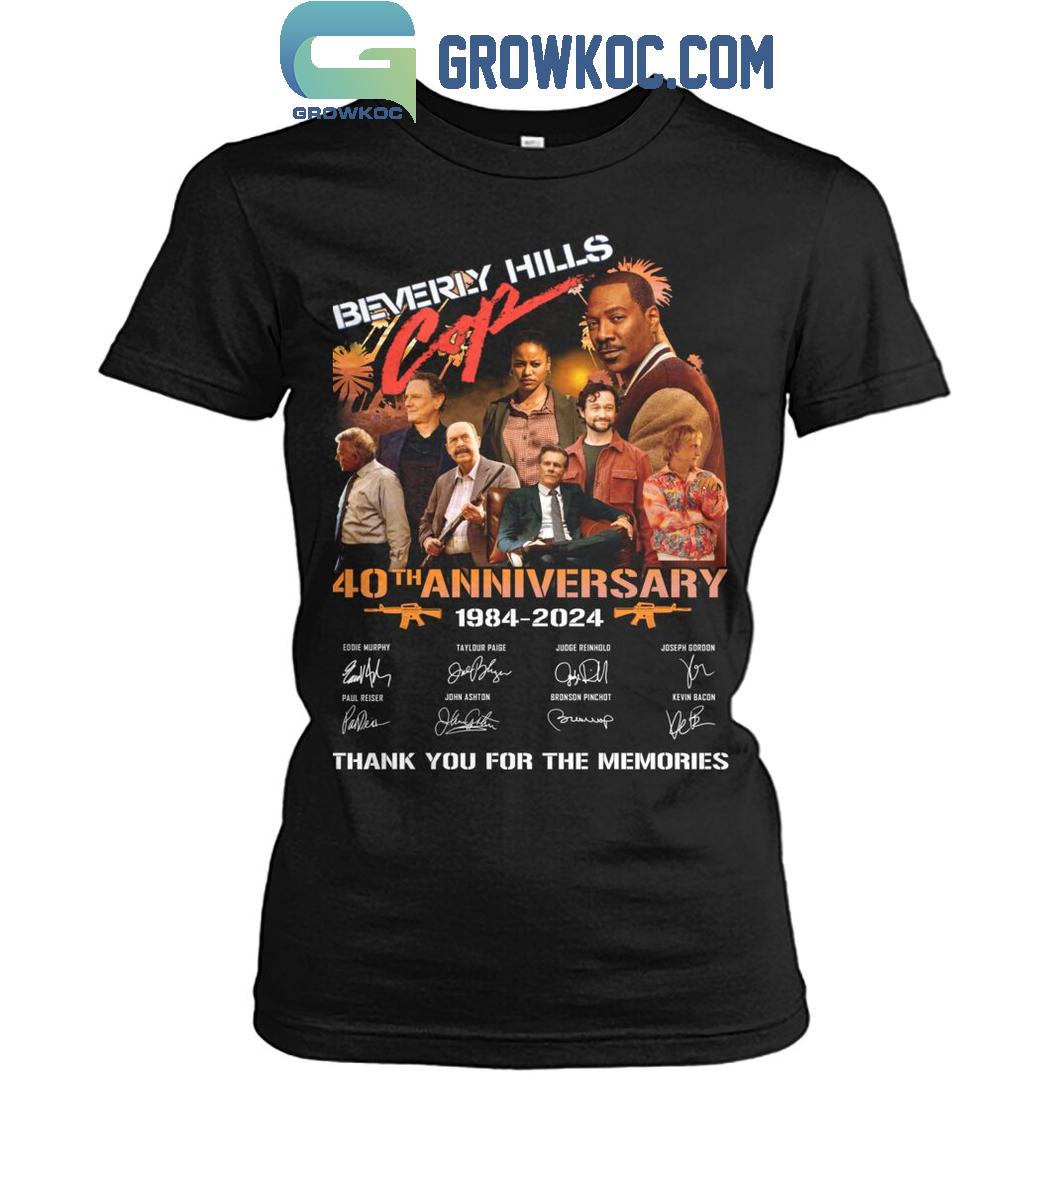 GROWKOC.COM
GROWKOC
BEVERLY HILLS
Cop
40TH ANNIVERSARY
1984-2024
EDDIE MURPHY TAYLOUR PAIGE JUDGE REINHOLD JOSEPH GORDON
PAUL REISER JOHN ASHTON BRONSON PINCHOT KEVIN BACON
THANK YOU FOR THE MEMORIES